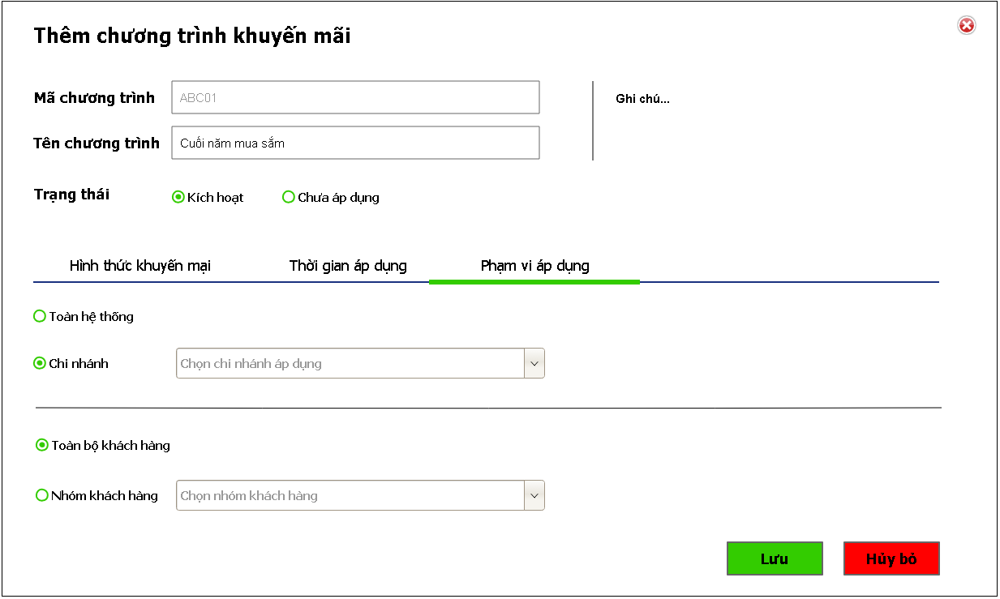 Thêm chương trình khuyến mãi
Mã chương trình
ABC01
Ghi chú...
Tên chương trình
Cuối năm mua sắm
Trạng thái
Kích hoạt
Chưa áp dụng
Hình thức khuyến mại
Thời gian áp dụng
Phạm vi áp dụng
Toàn hệ thống
Chi nhánh
Chọn chi nhánh áp dụng
Toàn bộ khách hàng
Nhóm khách hàng
Chọn nhóm khách hàng
Lưu
Hủy bỏ